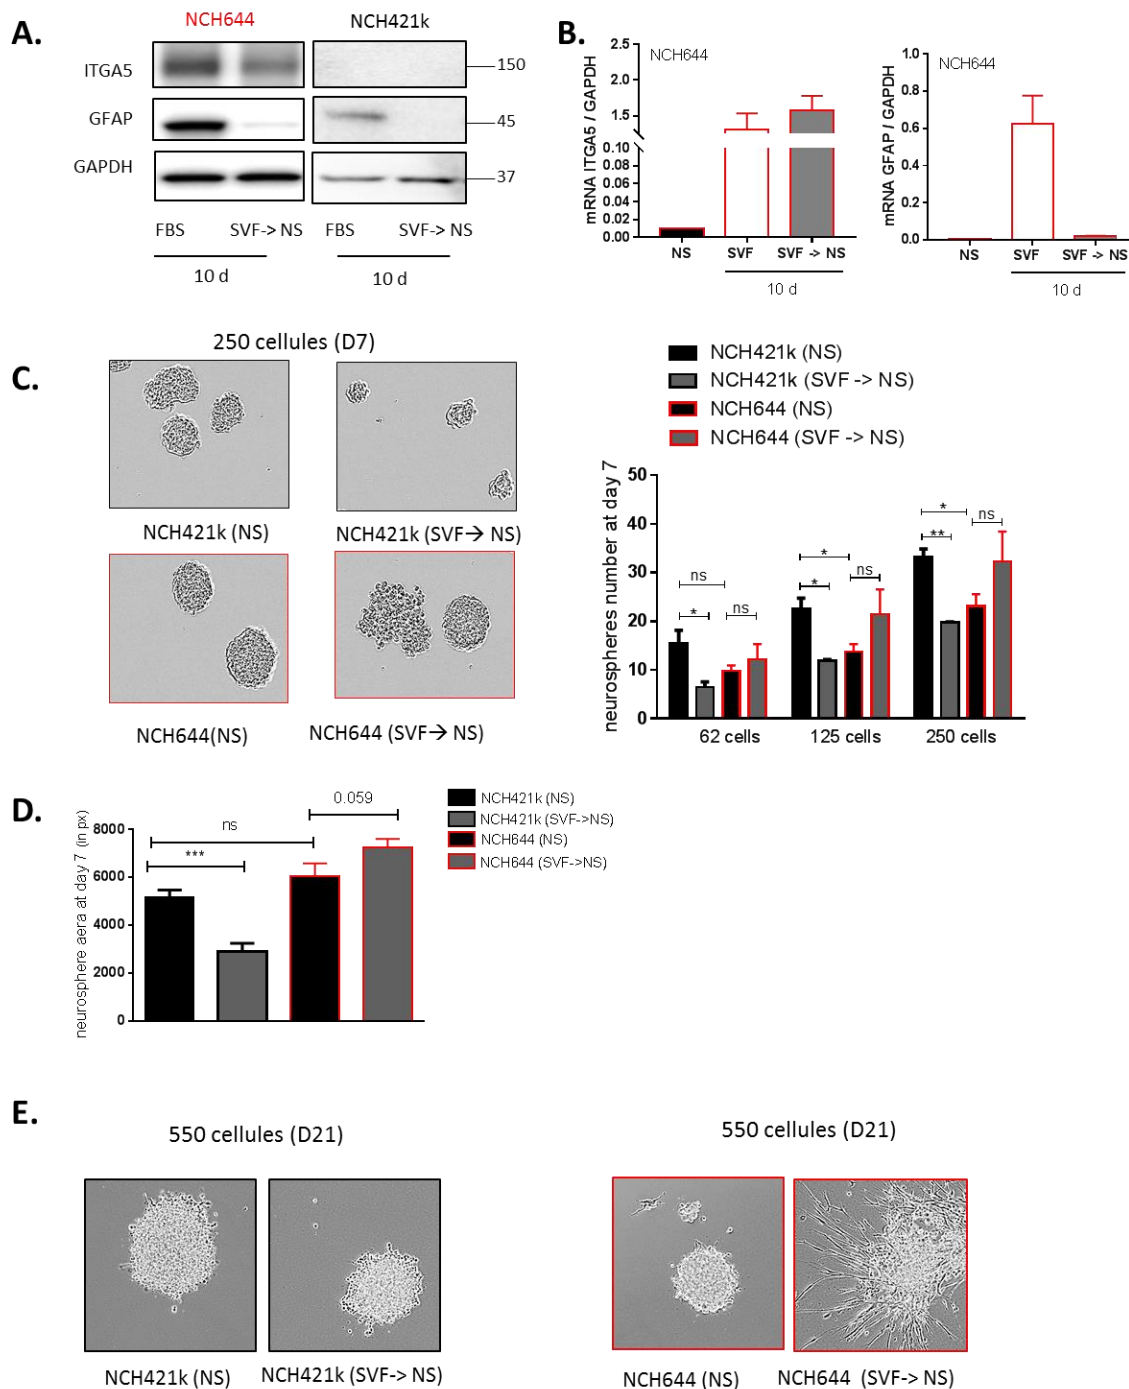 A.
NCH644
NCH421k
ITGA5
150
GFAP
45
GAPDH
37
FBS
SVF-> NS
FBS
SVF-> NS
10 d
10 d
B.
mRNA ITGA5 / GAPDH
NCH644
2.5
2.0
1.5
0.10
0.08
0.06
0.04
0.02
0.00
NS
SVF
SVF -> NS
10 d
mRNA GFAP / GAPDH
NCH644
1.0
0.8
0.6
0.4
0.2
0.0
NS
SVF
SVF -> NS
10 d
C.
250 cellules (D7)
NCH421k (NS)
NCH421k (SVF→ NS)
NCH644(NS)
NCH644 (SVF→ NS)
NCH421k (NS)
NCH421k (SVF -> NS)
NCH644 (NS)
NCH644 (SVF -> NS)
neurospheres number at day 7
50
40
30
20
10
0
ns
*
ns
*
*
ns
*
**
ns
62 cells
125 cells
250 cells
D.
neurosphere aera at day 7 (in px)
8000
6000
4000
2000
0
ns
***
0.059
NCH421k (NS)
NCH421k (SVF->NS)
NCH644 (NS)
NCH644 (SVF->NS)
E.
550 cellules (D21)
NCH421k (NS)
NCH421k (SVF-> NS)
550 cellules (D21)
NCH644 (NS)
NCH644 (SVF-> NS)